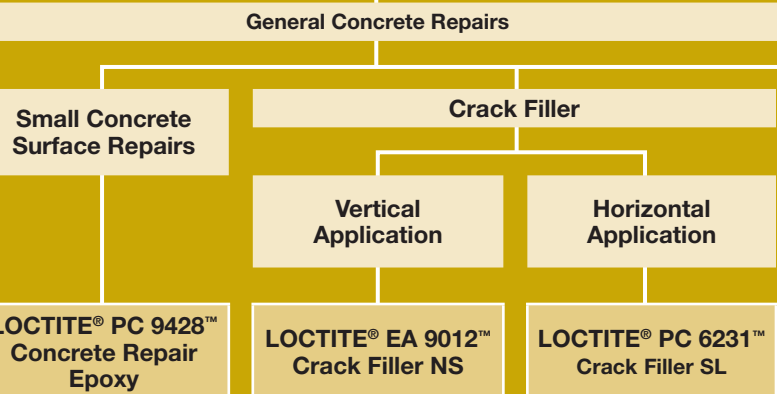 General Concrete Repairs
Small Concrete
Surface Repairs
Crack Filler
Vertical
Application
Horizontal
Application
LOCTITE® PC 9428™
Concrete Repair
Epoxy
LOCTITE® EA 9012™
Crack Filler NS
LOCTITE® PC 6231™
Crack Filler SL